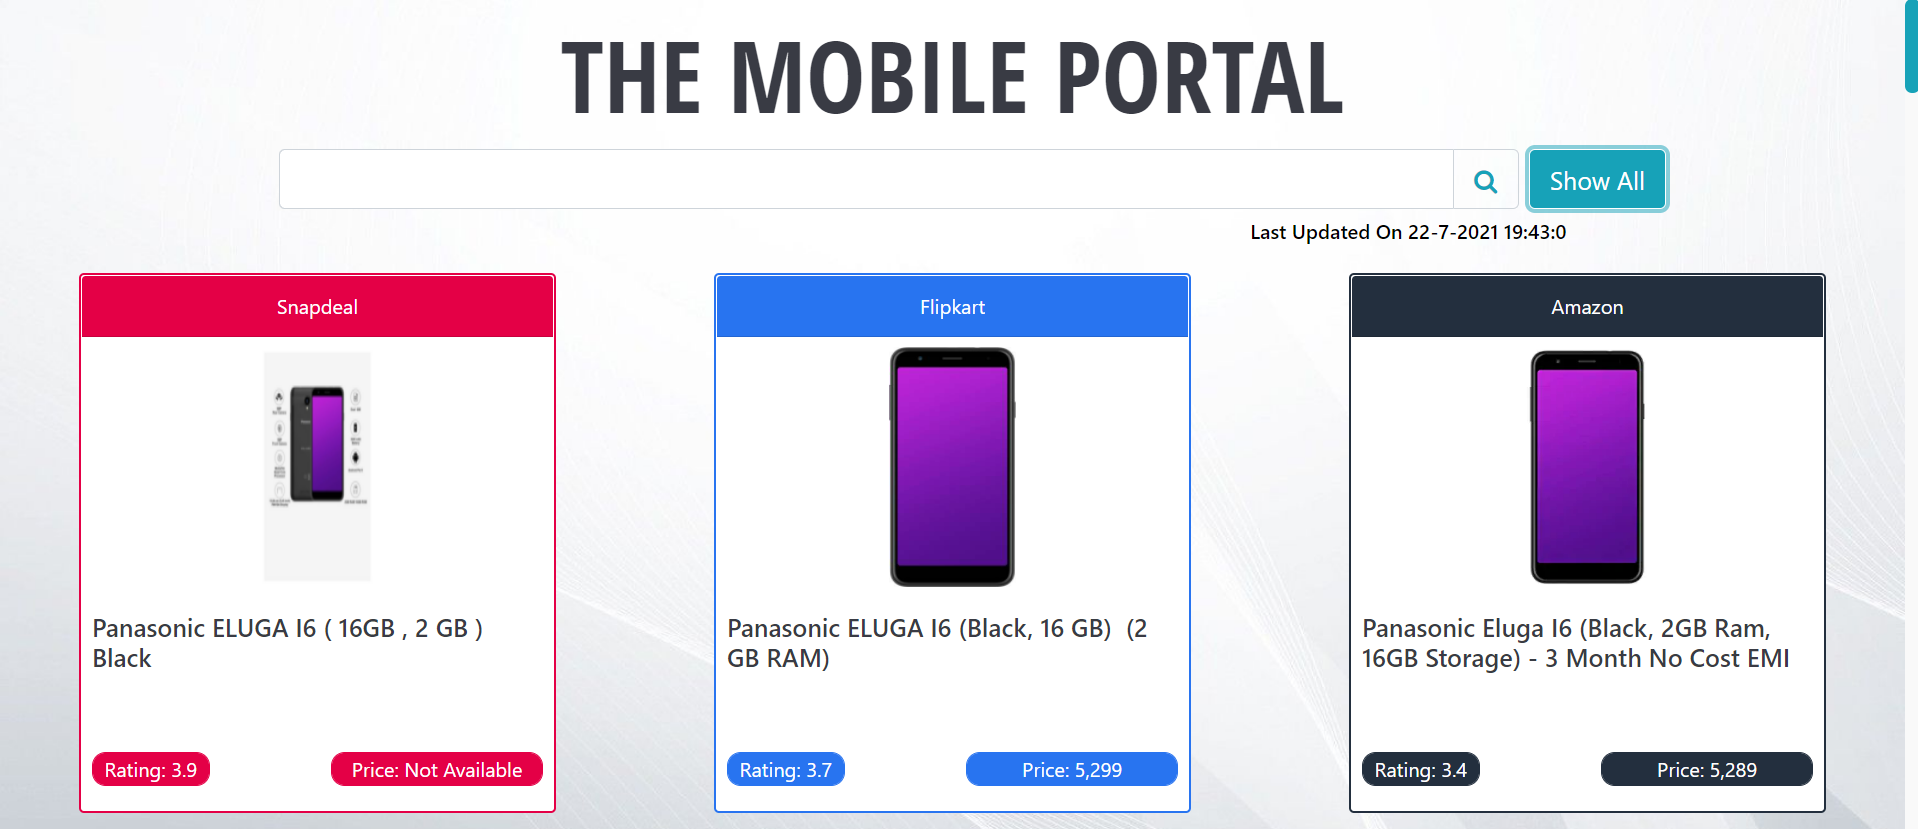 THE MOBILE PORTAL
Show All
Last Updated On 22-7-2021 19:43:0
Snapdeal
Flipkart
Amazon
Panasonic ELUGA I6 ( 16GB , 2 GB )
Black
Panasonic ELUGA I6 (Black, 16 GB)  (2
GB RAM)
Panasonic Eluga I6 (Black, 2GB Ram,
16GB Storage) - 3 Month No Cost EMI
Rating: 3.9
Price: Not Available
Rating: 3.7
Price: 5,299
Rating: 3.4
Price: 5,289